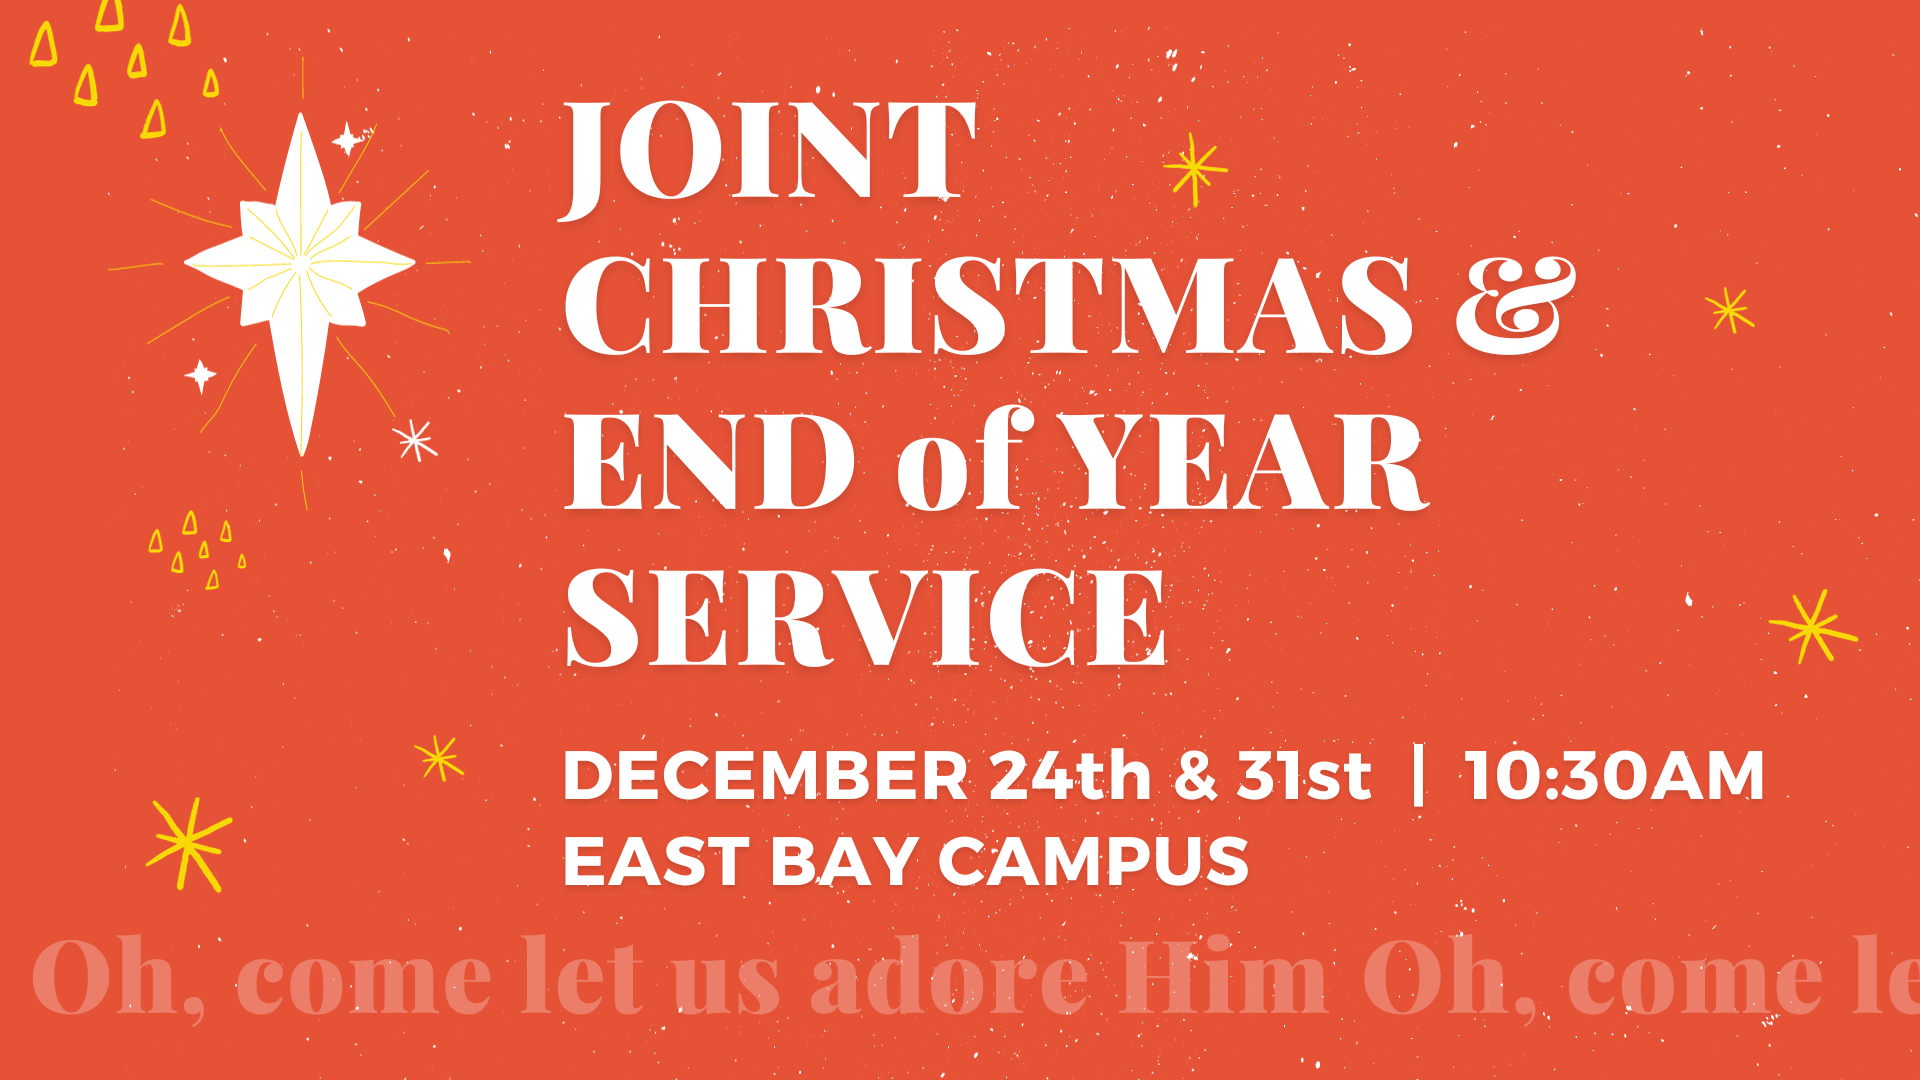 JOINT
CHRISTMAS &
END of YEAR
SERVICE
DECEMBER 24th & 31st | 10:30AM
EAST BAY CAMPUS
Oh, come let us adore Him Oh, come le